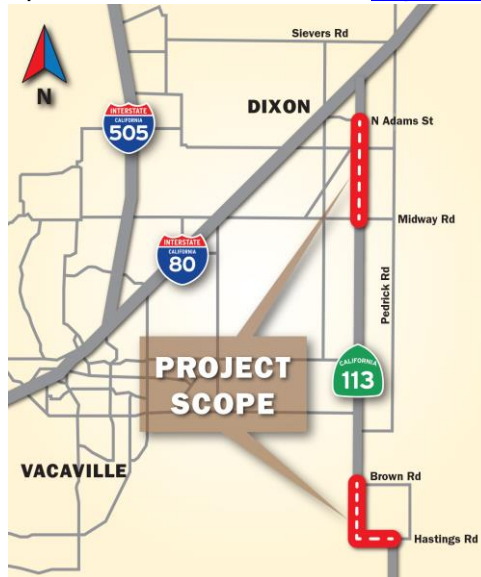 Sievers Rd
N
INTERSTATE
CALIFORNIA
505
DIXON
N Adams St
Midway Rd
INTERSTATE
CALIFORNIA
80
Pedrick Rd
PROJECT
SCOPE
CALIFORNIA
113
VACAVILLE
Brown Rd
Hastings Rd